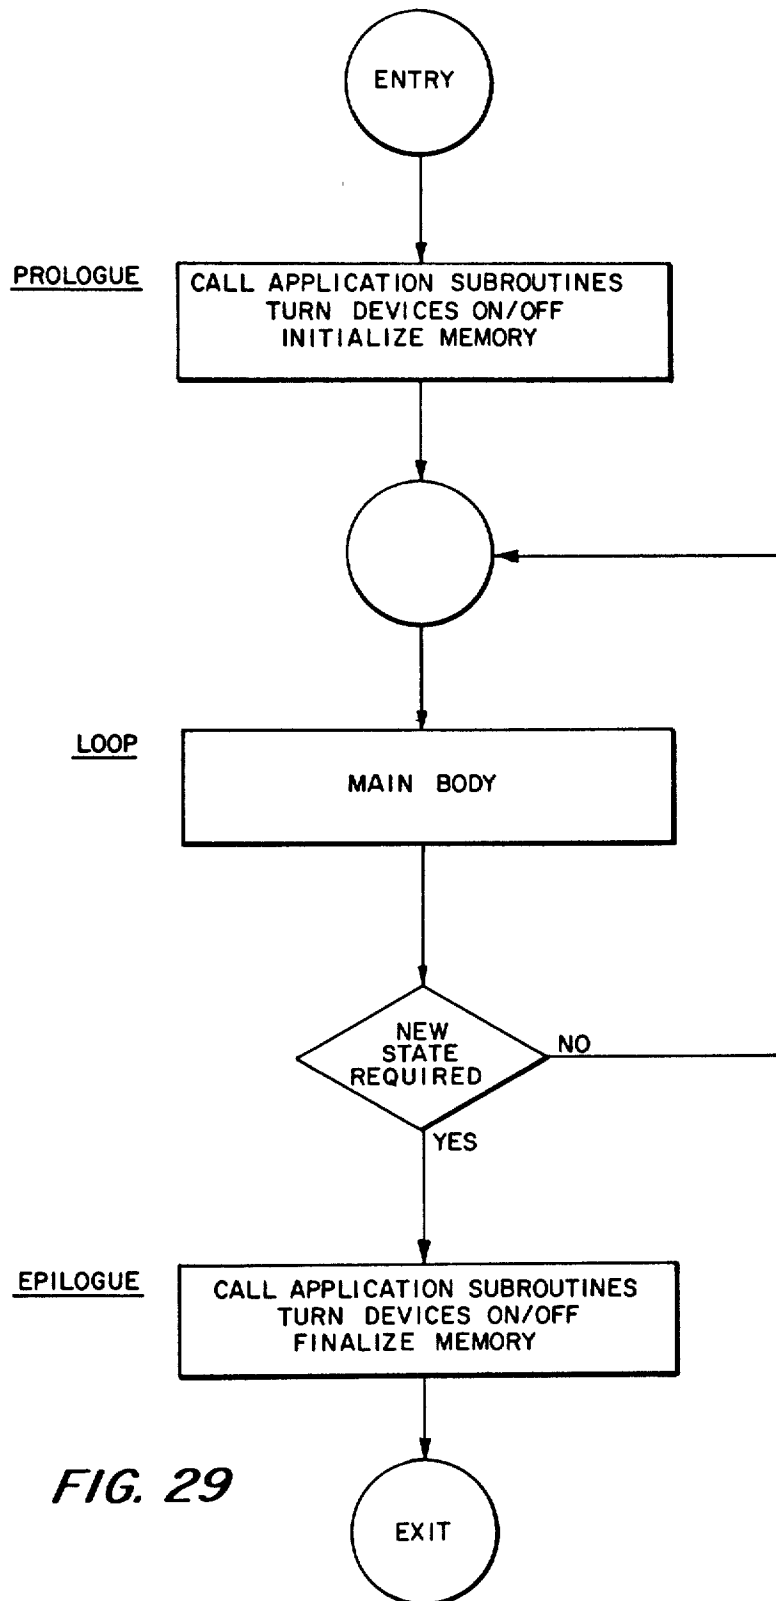 ENTRY
PROLOGUE
CALL APPLICATION SUBROUTINES
TURN DEVICES ON/OFF
INITIALIZE MEMORY
LOOP
MAIN BODY
NEW
STATE
REQUIRED
NO
YES
EPILOGUE
CALL APPLICATION SUBROUTINES
TURN DEVICES ON/OFF
FINALIZE MEMORY
FIG. 29
EXIT